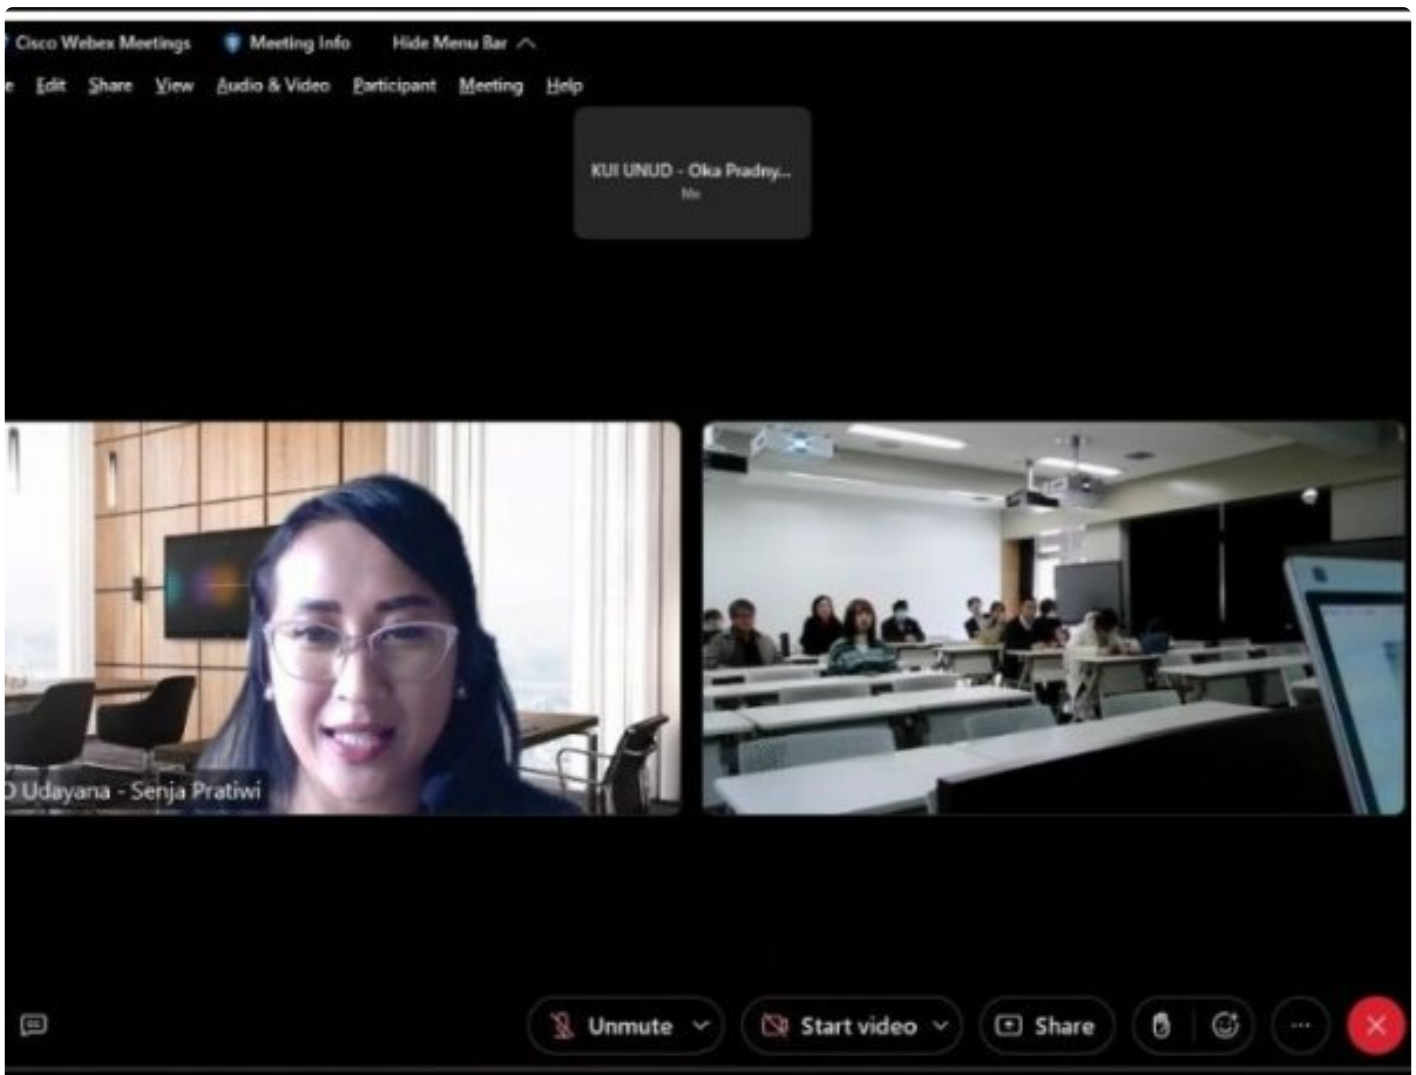 Cisco Webex Meetings Meeting Info Hide Menu Bar
e Edit Share View Audio & Video Participant Meeting Help
KUI UNUD - Oka Pradny...
Me
O Udayana - Senja Pratiwi
Unmute Start video Share